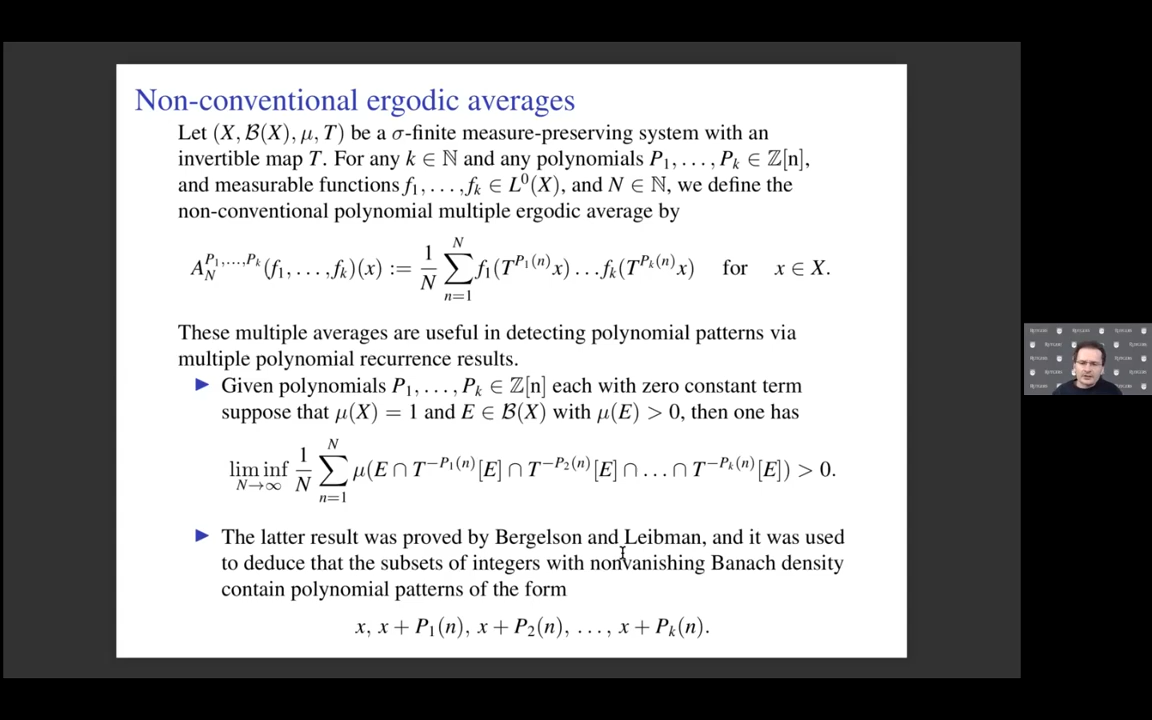 Non-conventional ergodic averages
Let (X, ℬ(X), μ, T) be a σ-finite measure-preserving system with an
invertible map T. For any k ∈ ℕ and any polynomials P₁, . . . , Pₖ ∈ ℤ[n],
and measurable functions f₁, . . . , fₖ ∈ L⁰(X), and N ∈ ℕ, we define the
non-conventional polynomial multiple ergodic average by
A_N^{P₁,...,Pₖ}(f₁, . . . , fₖ)(x) := \frac{1}{N} \sum_{n=1}^{N} f₁(T^{P₁(n)}x) . . . fₖ(T^{Pₖ(n)}x) for x ∈ X.
These multiple averages are useful in detecting polynomial patterns via
multiple polynomial recurrence results.
▶ Given polynomials P₁, . . . , Pₖ ∈ ℤ[n] each with zero constant term
suppose that μ(X) = 1 and E ∈ ℬ(X) with μ(E) > 0, then one has
\liminf_{N→∞} \frac{1}{N} \sum_{n=1}^{N} μ(E ∩ T^{−P₁(n)}[E] ∩ T^{−P₂(n)}[E] ∩ . . . ∩ T^{−Pₖ(n)}[E]) > 0.
▶ The latter result was proved by Bergelson and Leibman, and it was used
to deduce that the subsets of integers with nonvanishing Banach density
contain polynomial patterns of the form
x, x + P₁(n), x + P₂(n), . . . , x + Pₖ(n).